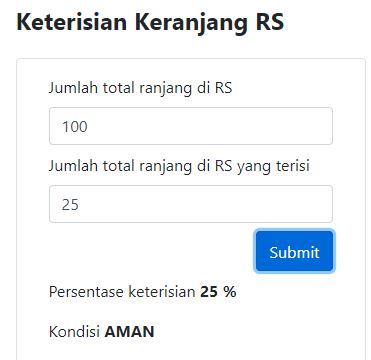 Keterisian Keranjang RS
Jumlah total ranjang di RS
100
Jumlah total ranjang di RS yang terisi
25
Submit
Persentase keterisian 25 %
Kondisi AMAN